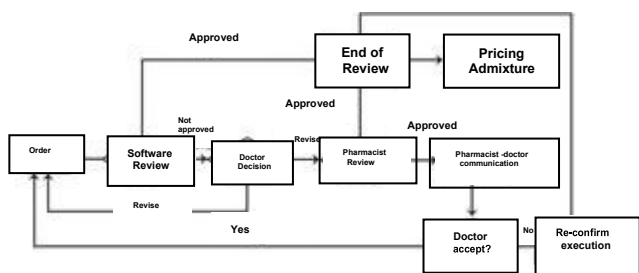 Approved
End of
Review
Pricing
Admixture
Approved
Not
approved
Revise
Approved
Order
Software
Review
Doctor
Decision
Pharmacist
Review
Pharmacist -doctor
communication
Revise
Yes
Doctor
accept?
No
Re-confirm
execution